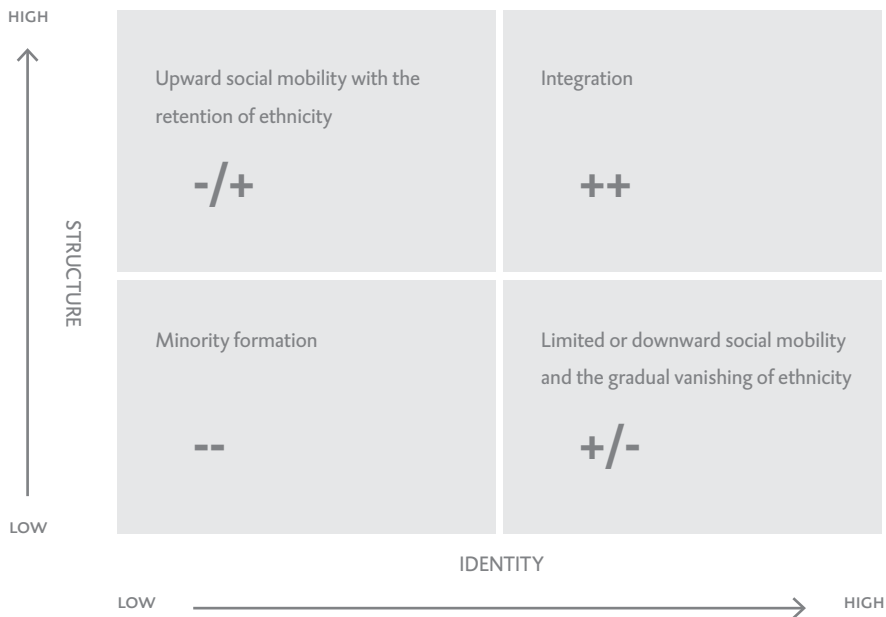 HIGH
Upward social mobility with the
retention of ethnicity
-/+
Integration
++
STRUCTURE
Minority formation
--
Limited or downward social mobility
and the gradual vanishing of ethnicity
+/-
LOW
IDENTITY
LOW
HIGH